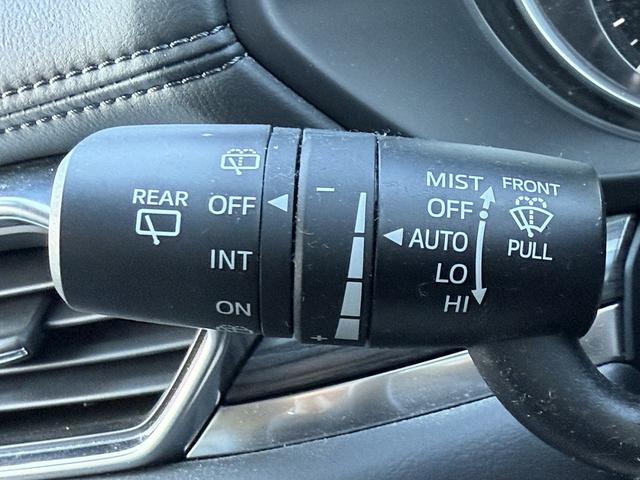 REAR
OFF
INT
ON
−
+
MIST
OFF
AUTO
LO
HI
FRONT
PULL